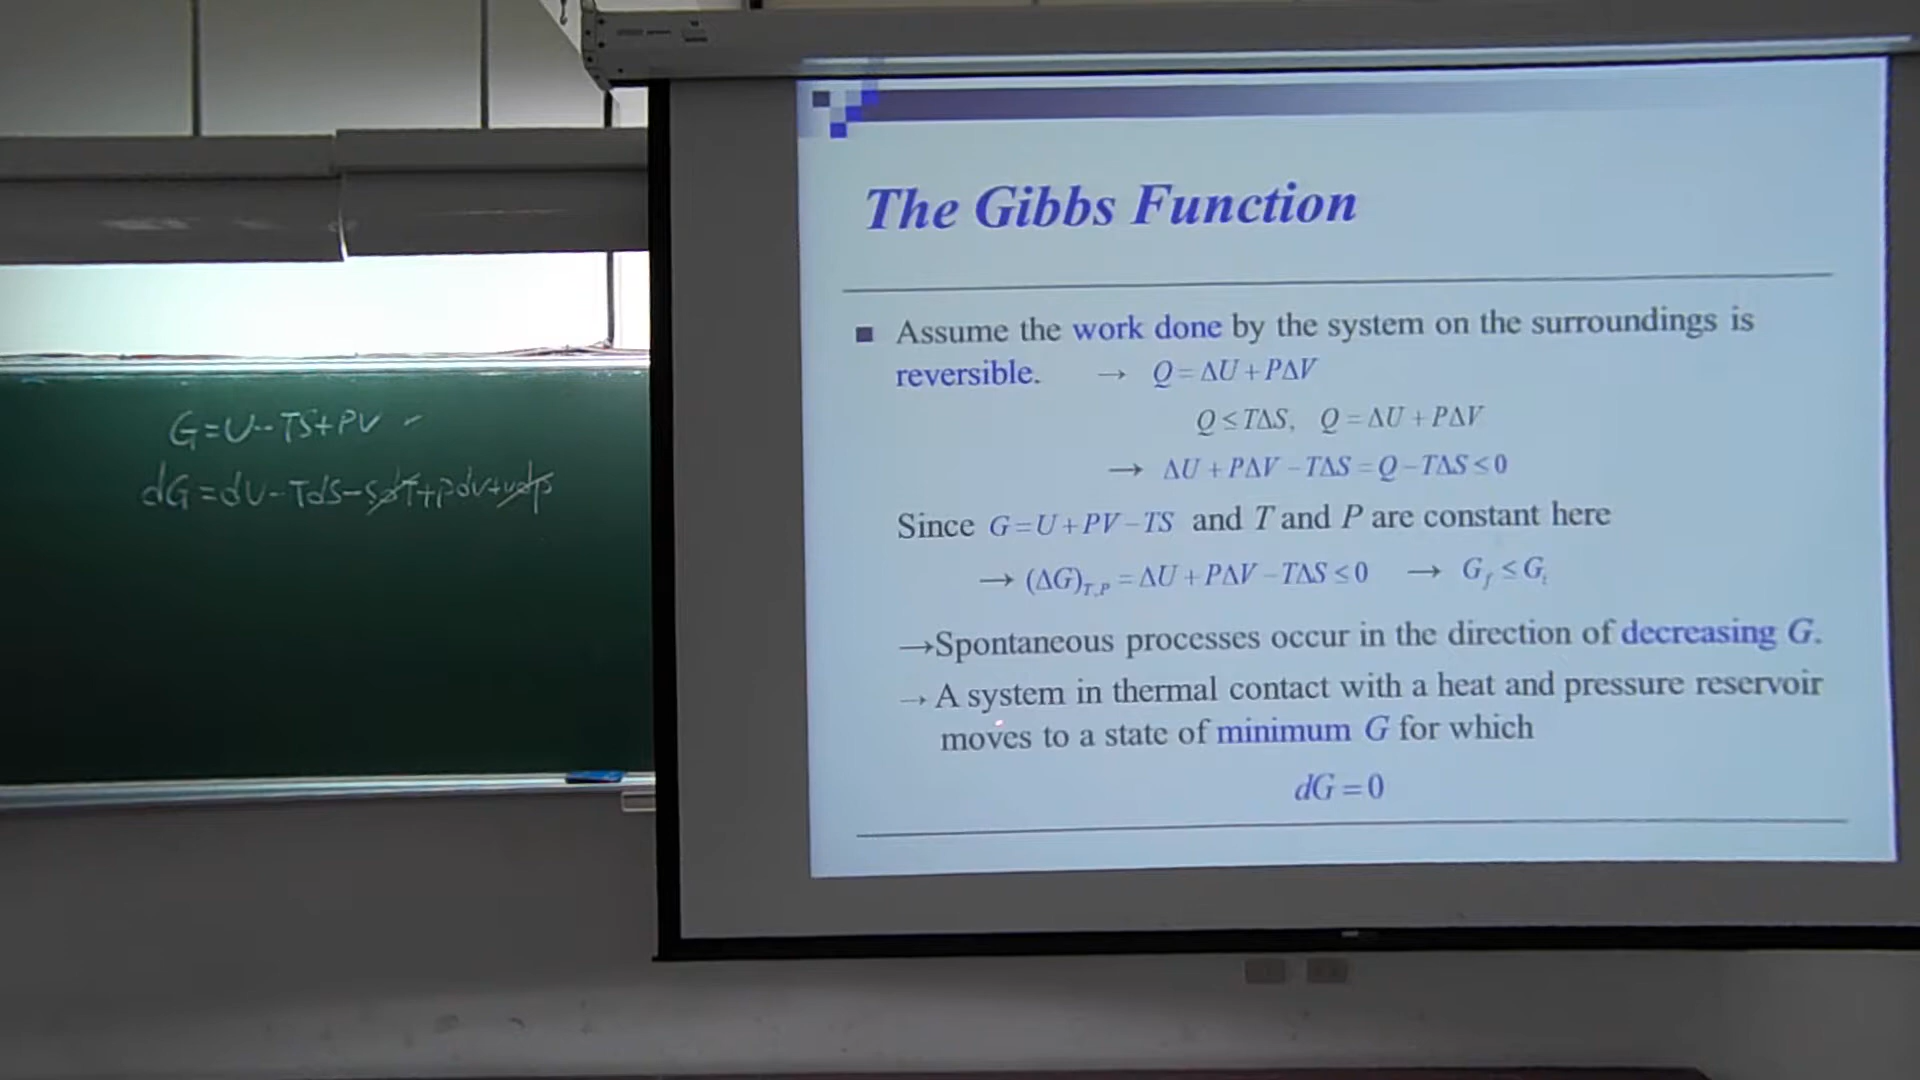 G=U-TS+PV
dG=dU-TdS-SdT+PdV+VdP
The Gibbs Function
Assume the work done by the system on the surroundings is
reversible. → Q=ΔU+PΔV
Q≤TΔS, Q=ΔU+PΔV
→ ΔU+PΔV−TΔS=Q−TΔS≤0
Since G=U+PV−TS and T and P are constant here
→(ΔG)T,P=ΔU+PΔV−TΔS≤0 → Gf≤Gi
→Spontaneous processes occur in the direction of decreasing G.
→ A system in thermal contact with a heat and pressure reservoir
moves to a state of minimum G for which
dG=0